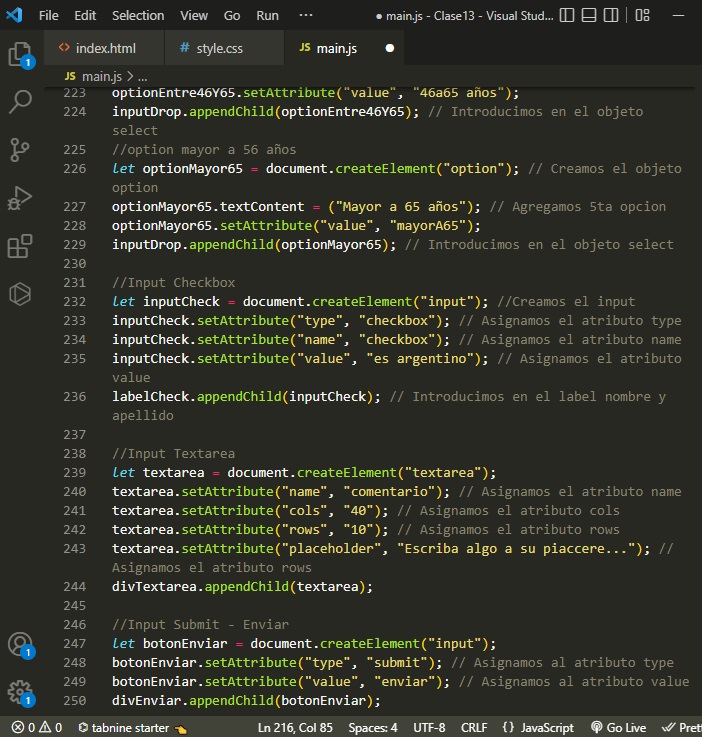 File Edit Selection View Go Run ··· ● main.js - Clase13 - Visual Stud...
index.html # style.css JS main.js ●
JS main.js > ...
223 optionEntre46Y65.setAttribute("value", "46a65 años");
224 inputDrop.appendChild(optionEntre46Y65); // Introducimos en el objeto
select
225 //option mayor a 56 años
226 let optionMayor65 = document.createElement("option"); // Creamos el objeto
option
227 optionMayor65.textContent = ("Mayor a 65 años"); // Agregamos 5ta opcion
228 optionMayor65.setAttribute("value", "mayorA65");
229 inputDrop.appendChild(optionMayor65); // Introducimos en el objeto select
230
231 //Input Checkbox
232 let inputCheck = document.createElement("input"); //Creamos el input
233 inputCheck.setAttribute("type", "checkbox"); // Asignamos el atributo type
234 inputCheck.setAttribute("name", "checkbox"); // Asignamos el atributo name
235 inputCheck.setAttribute("value", "es argentino"); // Asignamos el atributo
value
236 labelCheck.appendChild(inputCheck); // Introducimos en el label nombre y
apellido
237
238 //Input Textarea
239 let textarea = document.createElement("textarea");
240 textarea.setAttribute("name", "comentario"); // Asignamos el atributo name
241 textarea.setAttribute("cols", "40"); // Asignamos el atributo cols
242 textarea.setAttribute("rows", "10"); // Asignamos el atributo rows
243 textarea.setAttribute("placeholder", "Escriba algo a su piaccere..."); //
Asignamos el atributo rows
244 divTextarea.appendChild(textarea);
245
246 //Input Submit - Enviar
247 let botonEnviar = document.createElement("input");
248 botonEnviar.setAttribute("type", "submit"); // Asignamos al atributo type
249 botonEnviar.setAttribute("value", "enviar"); // Asignamos al atributo value
250 divEnviar.appendChild(botonEnviar);
1
1
1
0 0 tabnine starter 👈 Ln 216, Col 85 Spaces: 4 UTF-8 CRLF {} JavaScript Go Live Pret